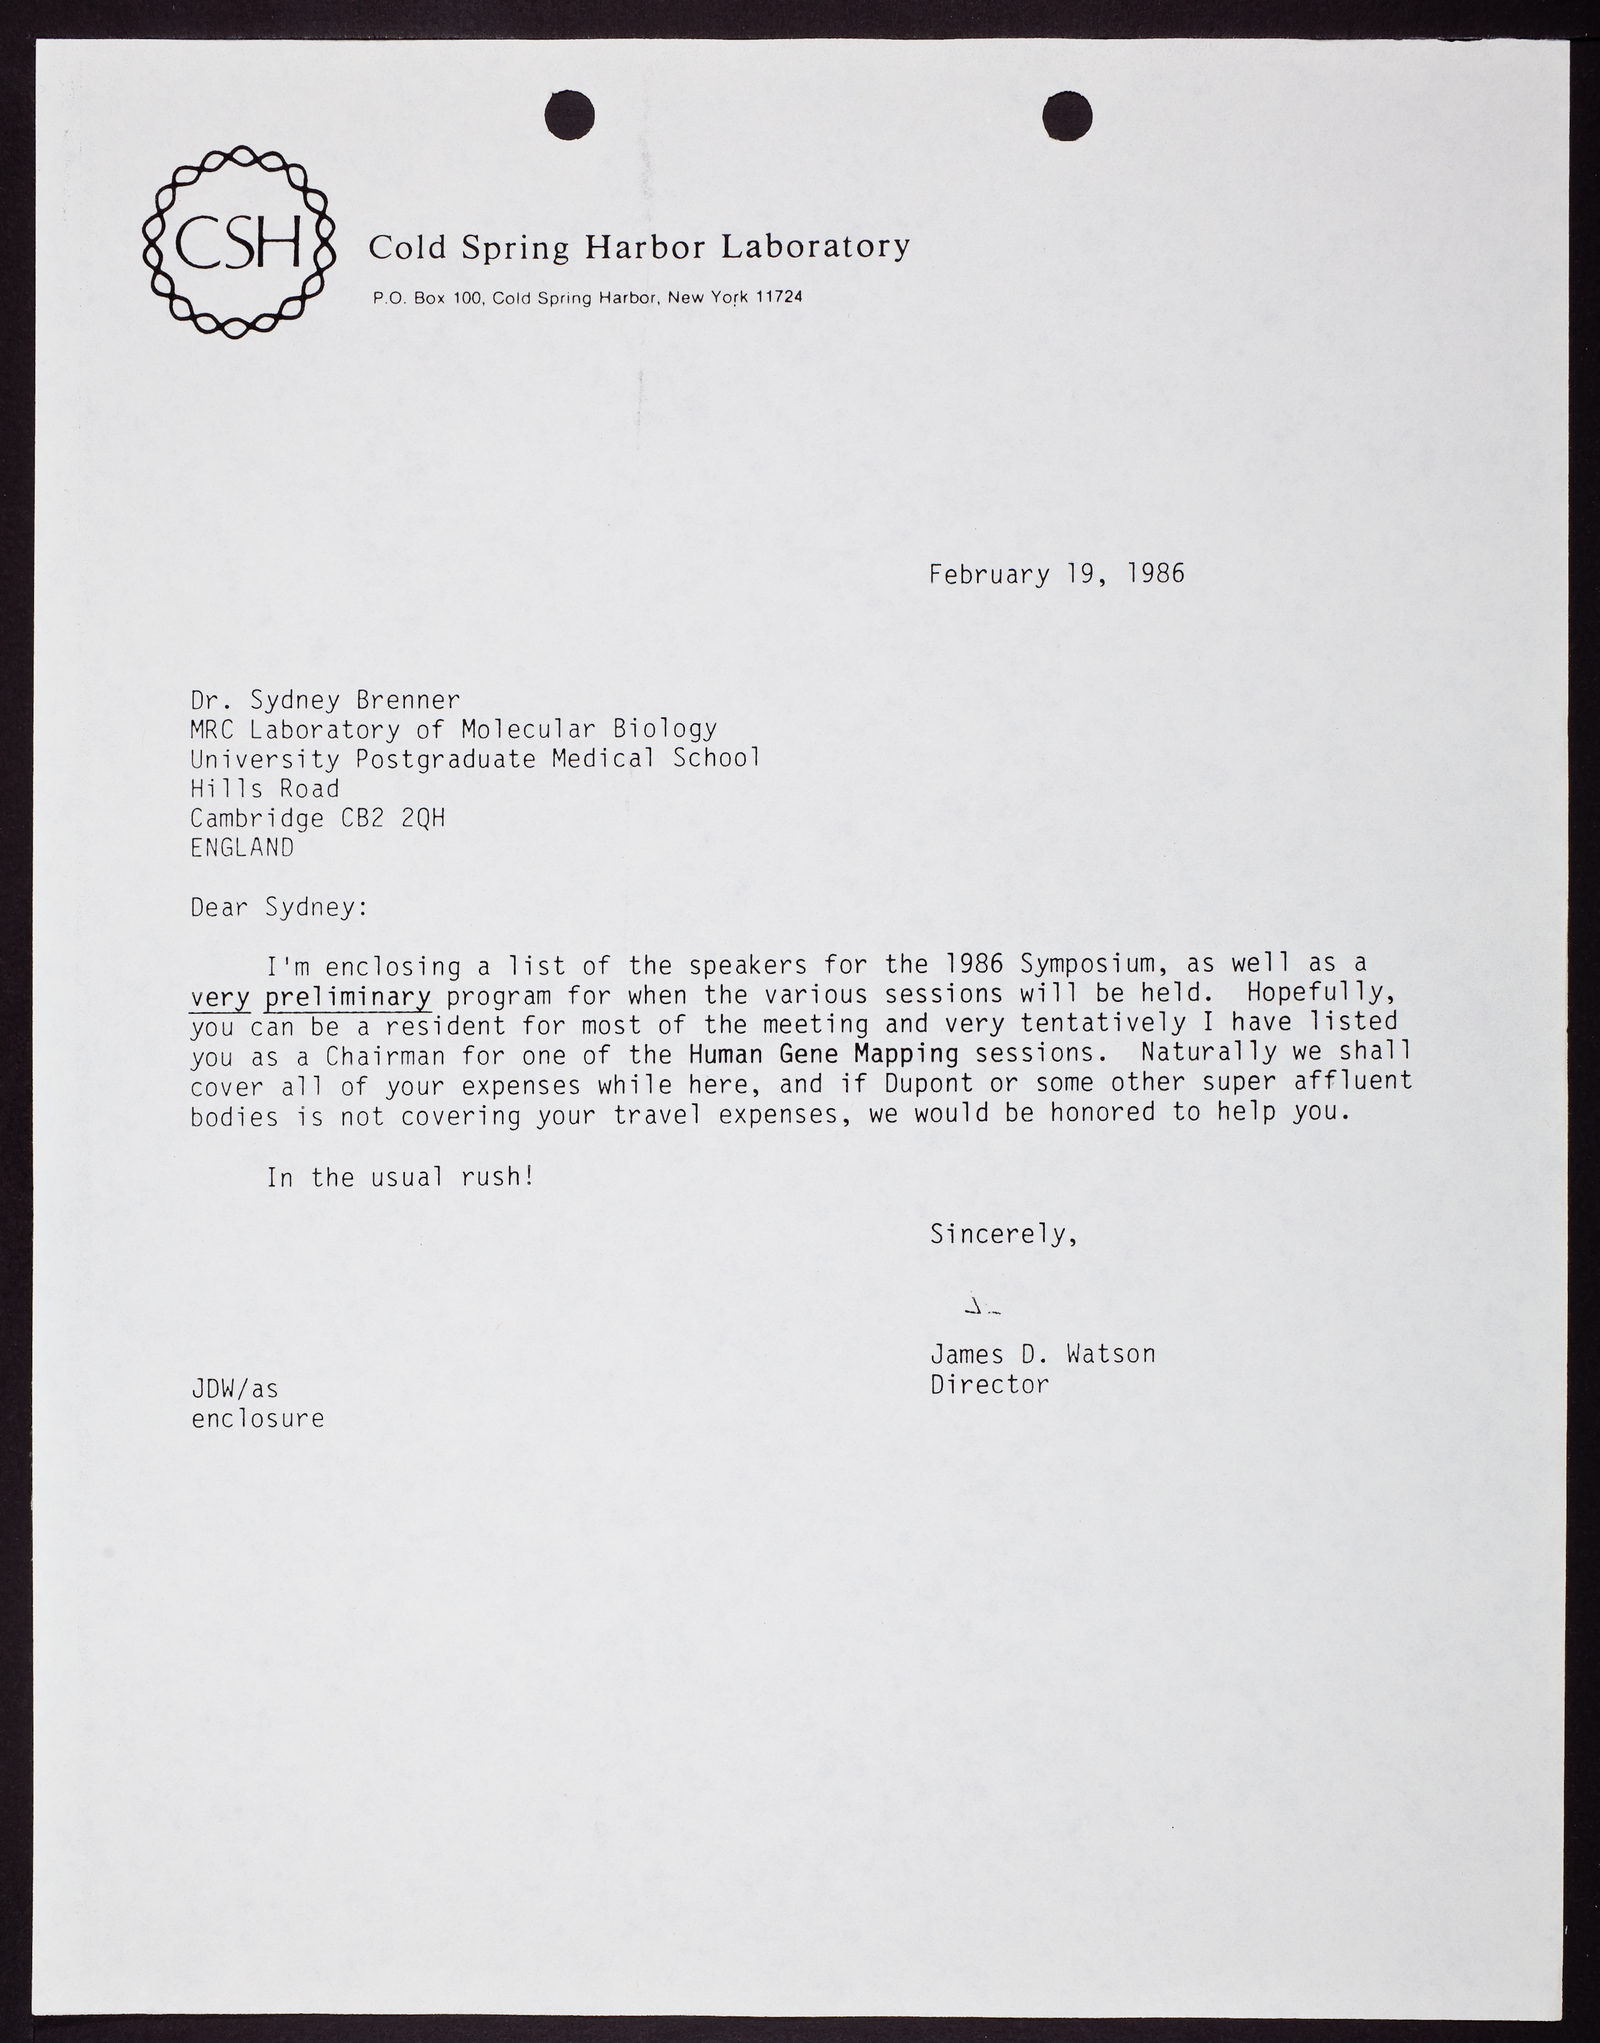 CSH
Cold Spring Harbor Laboratory
P.O. Box 100, Cold Spring Harbor, New York 11724
February 19, 1986
Dr. Sydney Brenner
MRC Laboratory of Molecular Biology
University Postgraduate Medical School
Hills Road
Cambridge CB2 2QH
ENGLAND
Dear Sydney:
I'm enclosing a list of the speakers for the 1986 Symposium, as well as a
very preliminary program for when the various sessions will be held. Hopefully,
you can be a resident for most of the meeting and very tentatively I have listed
you as a Chairman for one of the Human Gene Mapping sessions. Naturally we shall
cover all of your expenses while here, and if Dupont or some other super affluent
bodies is not covering your travel expenses, we would be honored to help you.
In the usual rush!
Sincerely,
James D. Watson
Director
JDW/as
enclosure